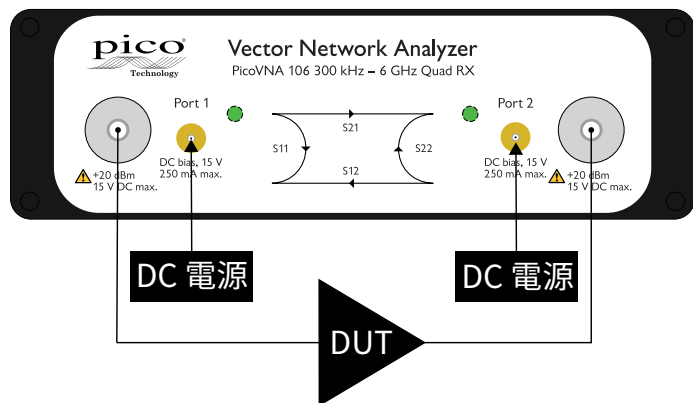 pico
Technology
Vector Network Analyzer
PicoVNA 106 300 kHz – 6 GHz Quad RX
Port 1
+20 dBm
15 V DC max.
DC bias, 15 V
250 mA max.
S21
S11
S22
S12
Port 2
DC bias, 15 V
250 mA max.
+20 dBm
15 V DC max.
DC 電源
DC 電源
DUT